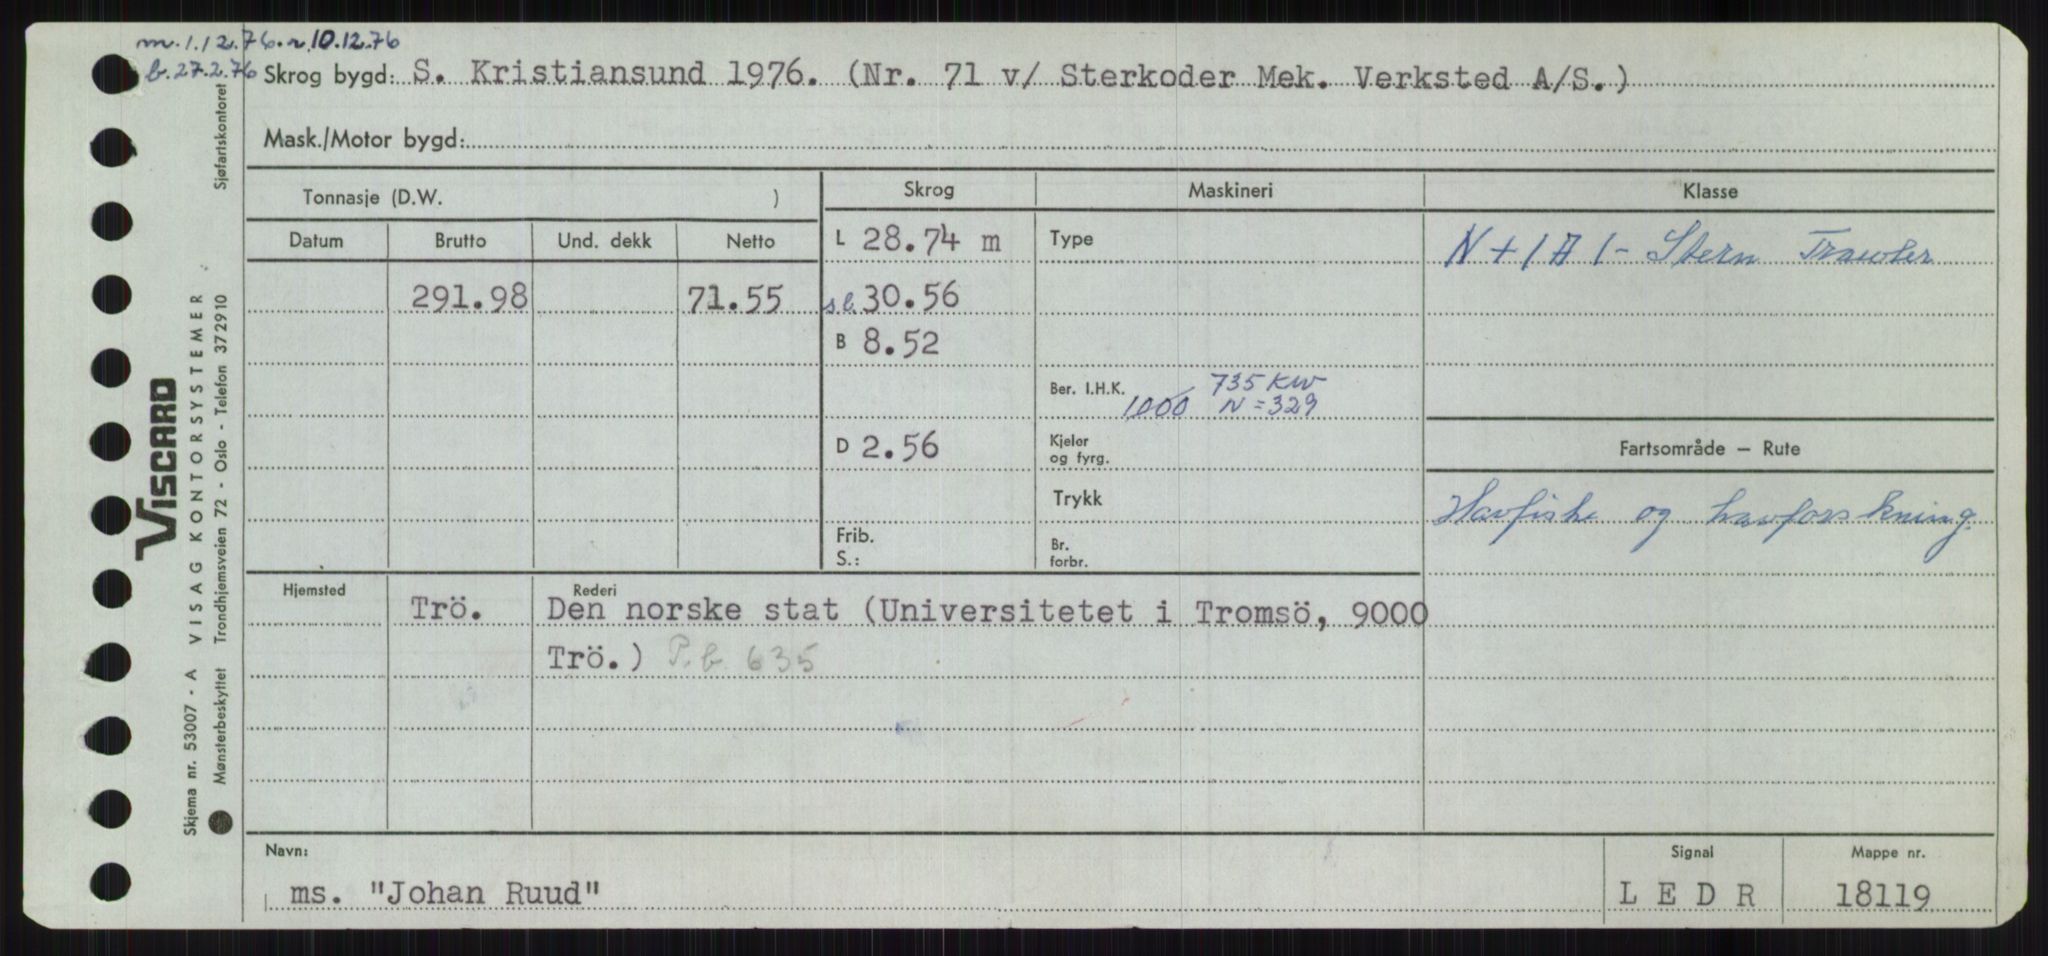 m. 1.12.76. r. 10.12.76
b. 27.2.76 Skrog bygd: S. Kristiansund 1976. (Nr. 71 v/ Sterkoder Mek. Verksted A/S.)
Mask./Motor bygd:
Tonnasje (D.W. )
Skrog
Maskineri
Klasse
Datum
Brutto
Und. dekk
Netto
L 28.74 m
Type
N + 1 A 1 - Stern Trawler
291.98
71.55
s.l. 30.56
B 8.52
Ber. I.H.K. 1000 735 KW
N = 329
D 2.56
Kjeler
og fyrg.
Fartsområde — Rute
Trykk
Havfiske og havforskning.
Frib.
S.:
Br.
forbr.
Hjemsted
Rederi
Trö.
Den norske stat (Universitetet i Tromsö, 9000
Trö.) P.b. 635
Navn:
Signal
Mappe nr.
ms. "Johan Ruud"
L E D R
18119
VISCARD
Skjema nr. 53007 - A VISAG KONTORSYSTEMER
Mønsterbeskyttet Trondhjemsveien 72 - Oslo - Telefon 372910
Sjøfartskontoret